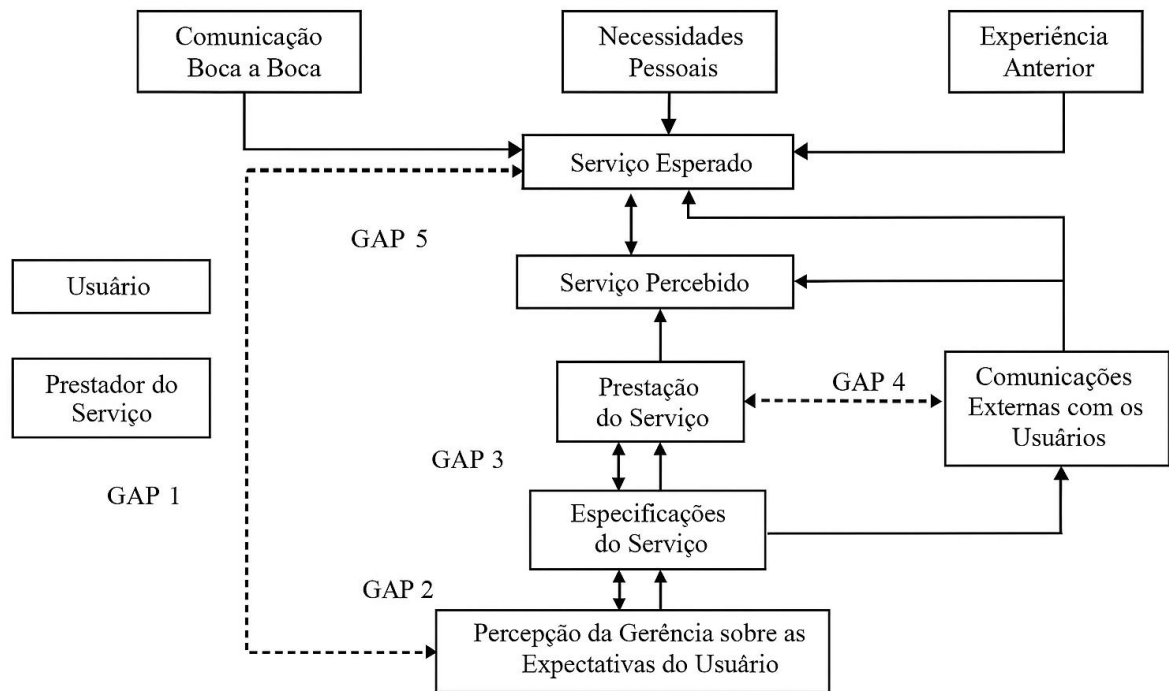 Comunicação
Boca a Boca
Necessidades
Pessoais
Experiéncia
Anterior
Serviço Esperado
GAP 5
Usuário
Serviço Percebido
Prestador do
Serviço
Prestação
do Serviço
GAP 4
Comunicações
Externas com os
Usuários
GAP 3
GAP 1
Especificações
do Serviço
GAP 2
Percepção da Gerência sobre as
Expectativas do Usuário